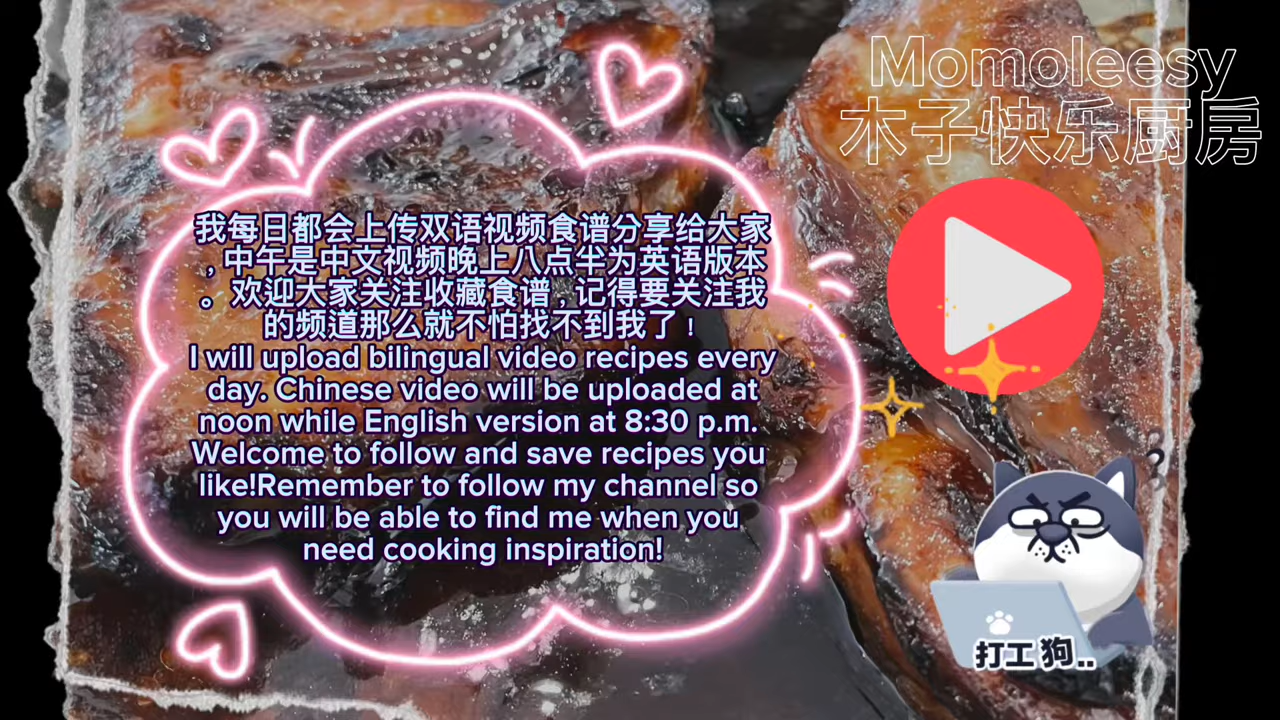 Momoleesy
木子快乐厨房
我每日都会上传双语视频食谱分享给大家
，中午是中文视频晚上八点半为英语版本
。欢迎大家关注收藏食谱，记得要关注我
的频道那么就不怕找不到我了！
I will upload bilingual video recipes every
day. Chinese video will be uploaded at
noon while English version at 8:30 p.m.
Welcome to follow and save recipes you
like!Remember to follow my channel so
you will be able to find me when you
need cooking inspiration!
?
打工狗..